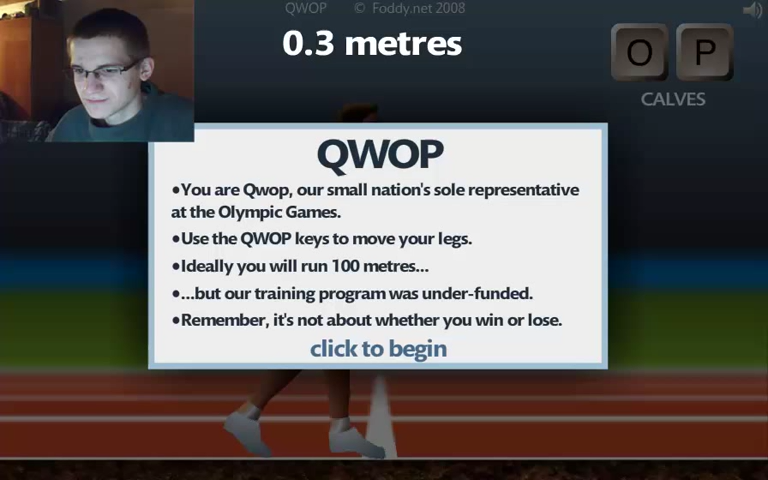 QWOP © Foddy.net 2008
0.3 metres
O P
CALVES
QWOP
•You are Qwop, our small nation's sole representative
at the Olympic Games.
•Use the QWOP keys to move your legs.
•Ideally you will run 100 metres...
•...but our training program was under-funded.
•Remember, it's not about whether you win or lose.
click to begin